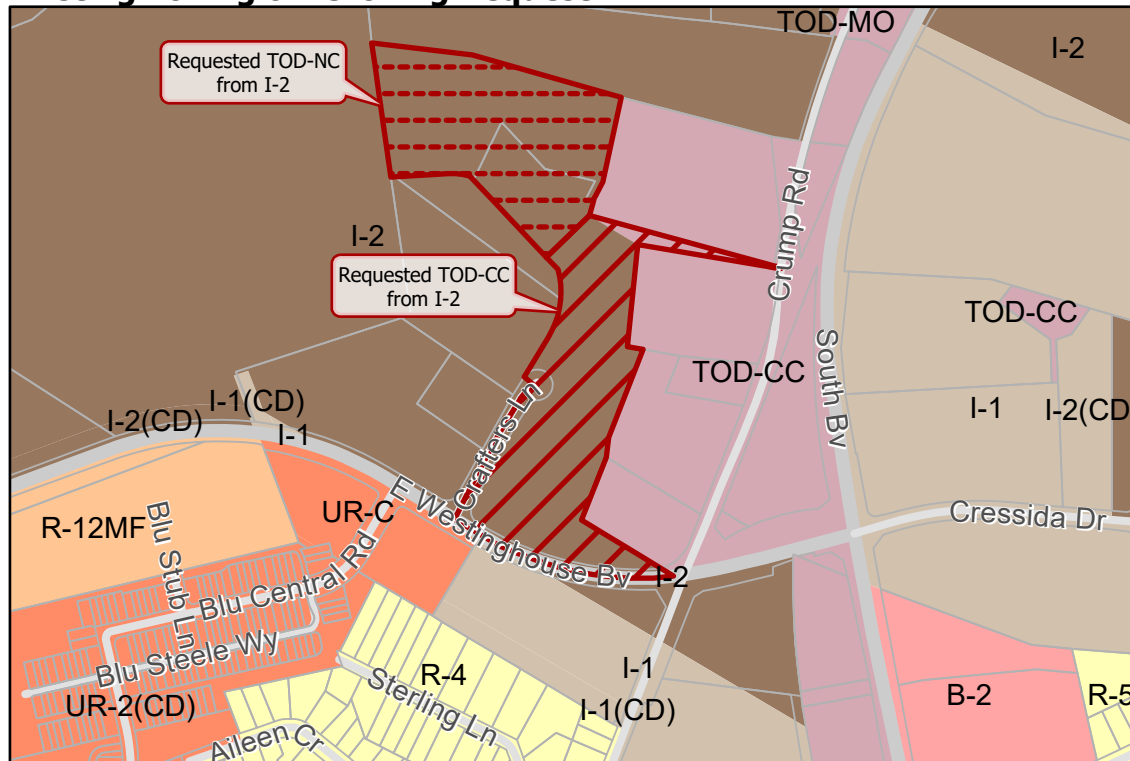 TOD-MO
I-2
Requested TOD-NC
from I-2
Crump Rd
I-2
Requested TOD-CC
from I-2
TOD-CC
South Bv
TOD-CC
I-1(CD)
I-2(CD)
I-1
I-1
I-2(CD
Crafters Ln
E Westinghouse Bv
UR-C
R-12MF
Cressida Dr
Blu Stub Ln
Blu Central Rd
I-2
Blu Steele Wy
R-4
I-1
B-2
R-5
UR-2(CD)
Sterling Ln
I-1(CD)
Aileen Cr